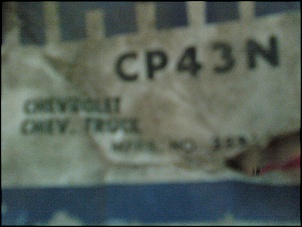 CP43N
CHEVROLET
CHEV. TRUCK
MFRS. NO.